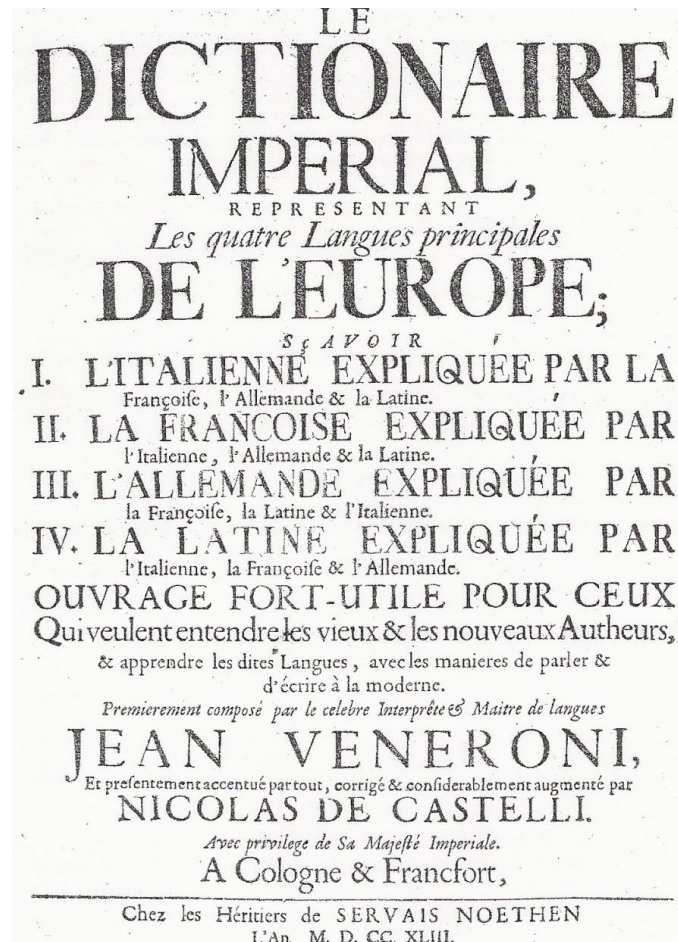 LE
DICTIONAIRE
IMPERIAL,
REPRESENTANT
Les quatre Langues principales
DE L'EUROPE;
SçAVOIR
I. L'ITALIENNE EXPLIQUÉE PAR LA
Françoiſe, l'Allemande & la Latine.
II. LA FRANCOISE EXPLIQUÉE PAR
l'Italienne, l'Allemande & la Latine.
III. L'ALLEMANDE EXPLIQUÉE PAR
la Françoiſe, la Latine & l'Italienne.
IV. LA LATINE EXPLIQUÉE PAR
l'Italienne, la Françoiſe & l'Allemande.
OUVRAGE FORT-UTILE POUR CEUX
Qui veulent entendre les vieux & les nouveaux Autheurs,
& apprendre les dites Langues, avec les manieres de parler &
d'écrire à la moderne.
Premierement composé par le celebre Interprête & Maitre de langues
JEAN VENERONI,
Et preſentement accentué par tout, corrigé & conſiderablement augmenté par
NICOLAS DE CASTELLI.
Avec privilege de Sa Majeſté Imperiale.
A Cologne & Francfort,
Chez les Héritiers de SERVAIS NOETHEN
L'An M. D. CC. XLIII.